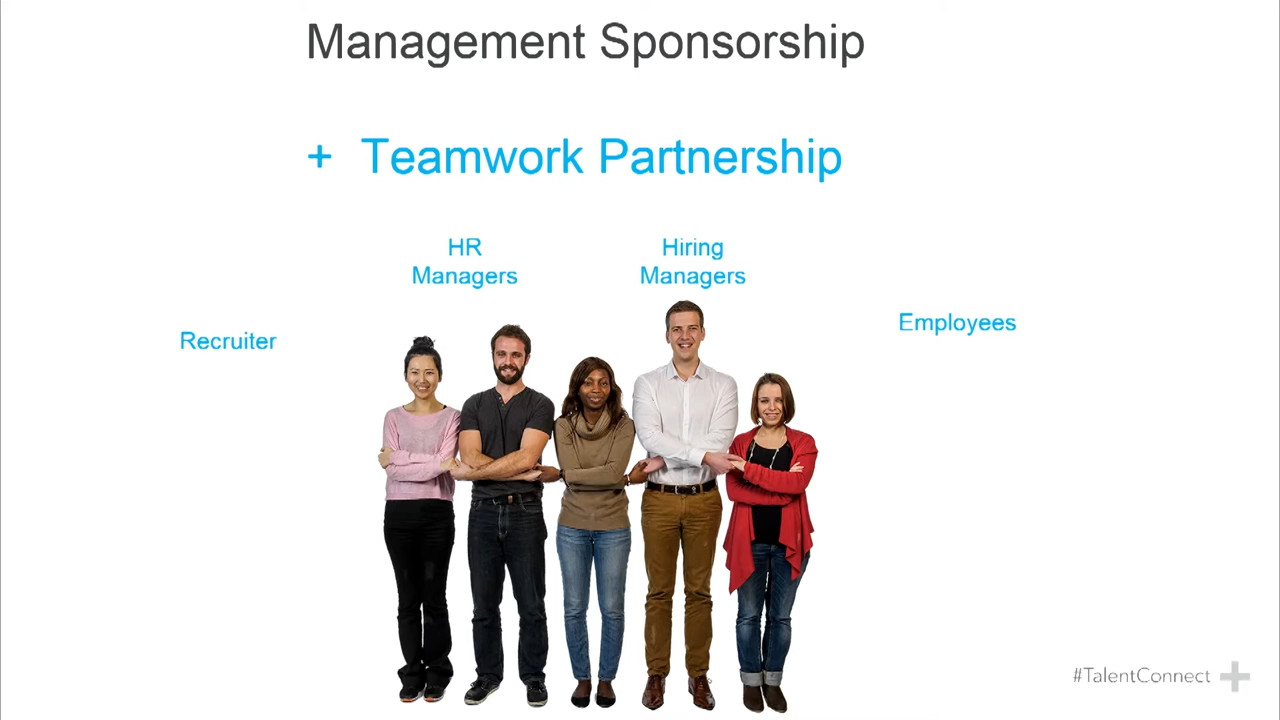 Management Sponsorship
+ Teamwork Partnership
HR
Managers
Hiring
Managers
Recruiter
Employees
#TalentConnect